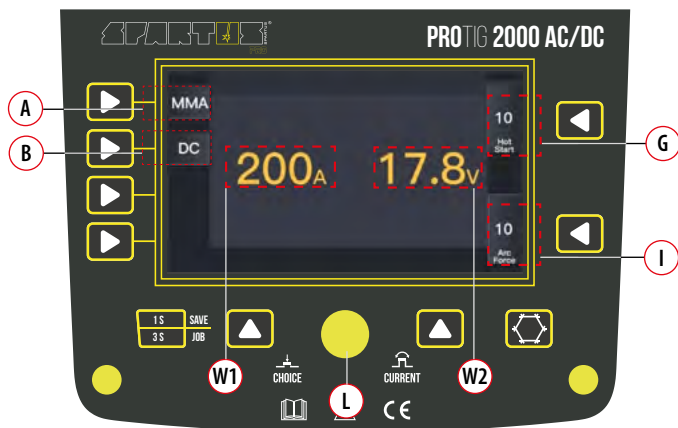 SPARTUS
PROTIG 2000 AC/DC
A
MMA
10
Hot
Start
G
B
DC
200A
17.8V
10
Arc
Force
I
1 S SAVE
3 S JOB
W1
CHOICE
L
CURRENT
W2
CE